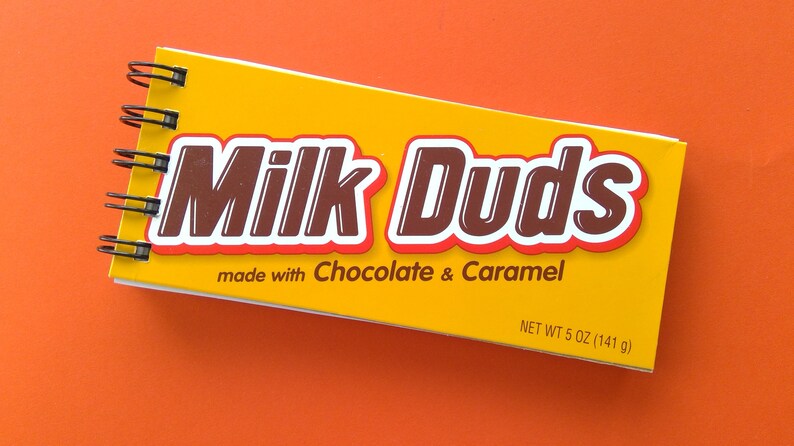 Milk Duds
made with Chocolate & Caramel
NET WT 5 OZ (141 g)